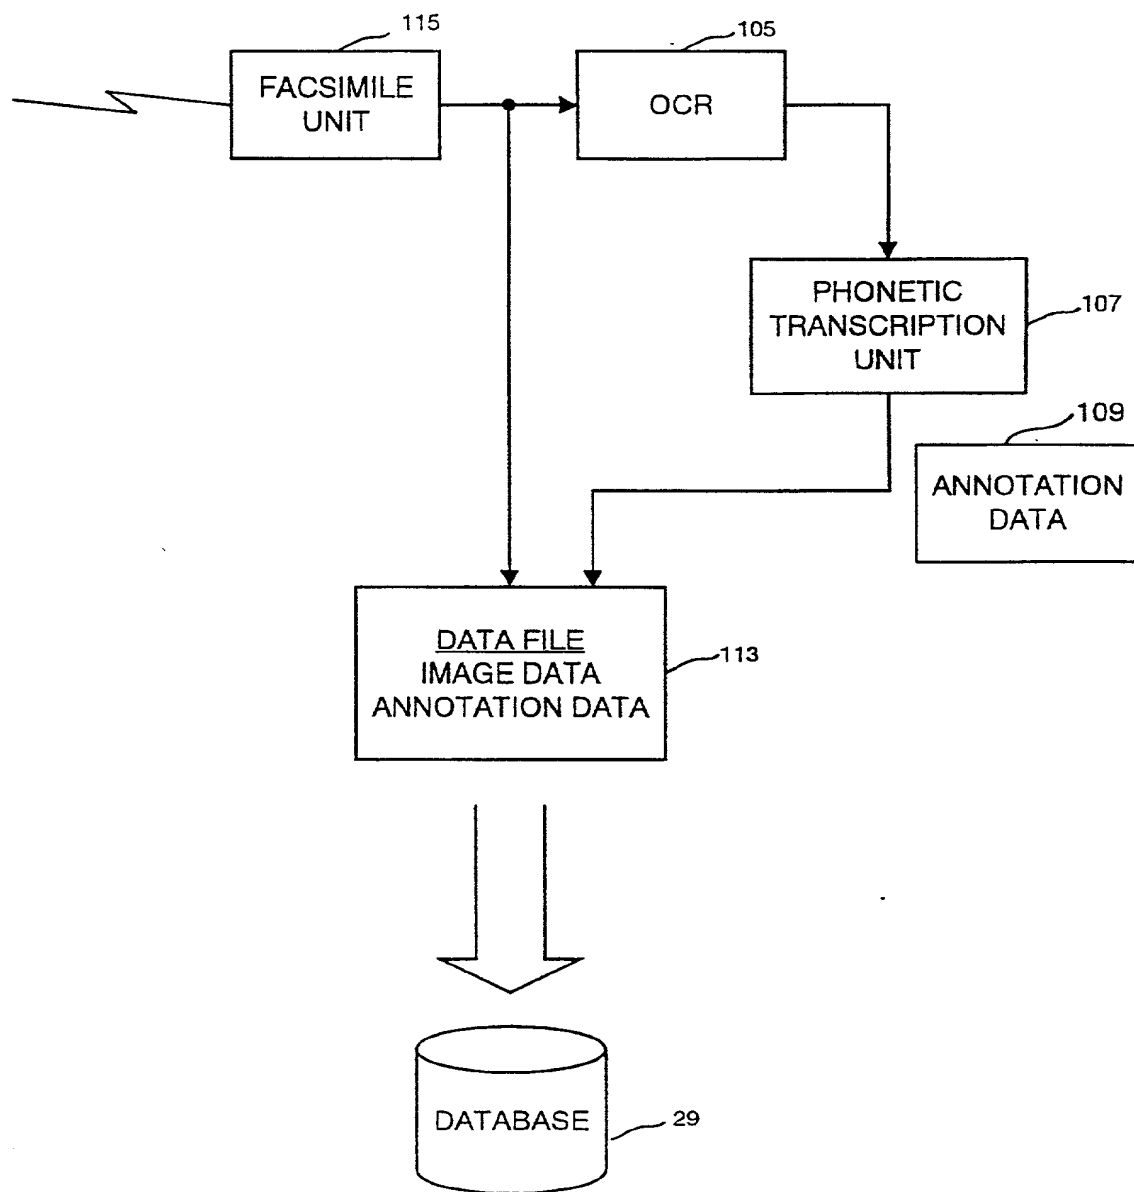 115
FACSIMILE
UNIT
105
OCR
PHONETIC
TRANSCRIPTION
UNIT
107
109
ANNOTATION
DATA
DATA FILE
IMAGE DATA
ANNOTATION DATA
113
DATABASE
29